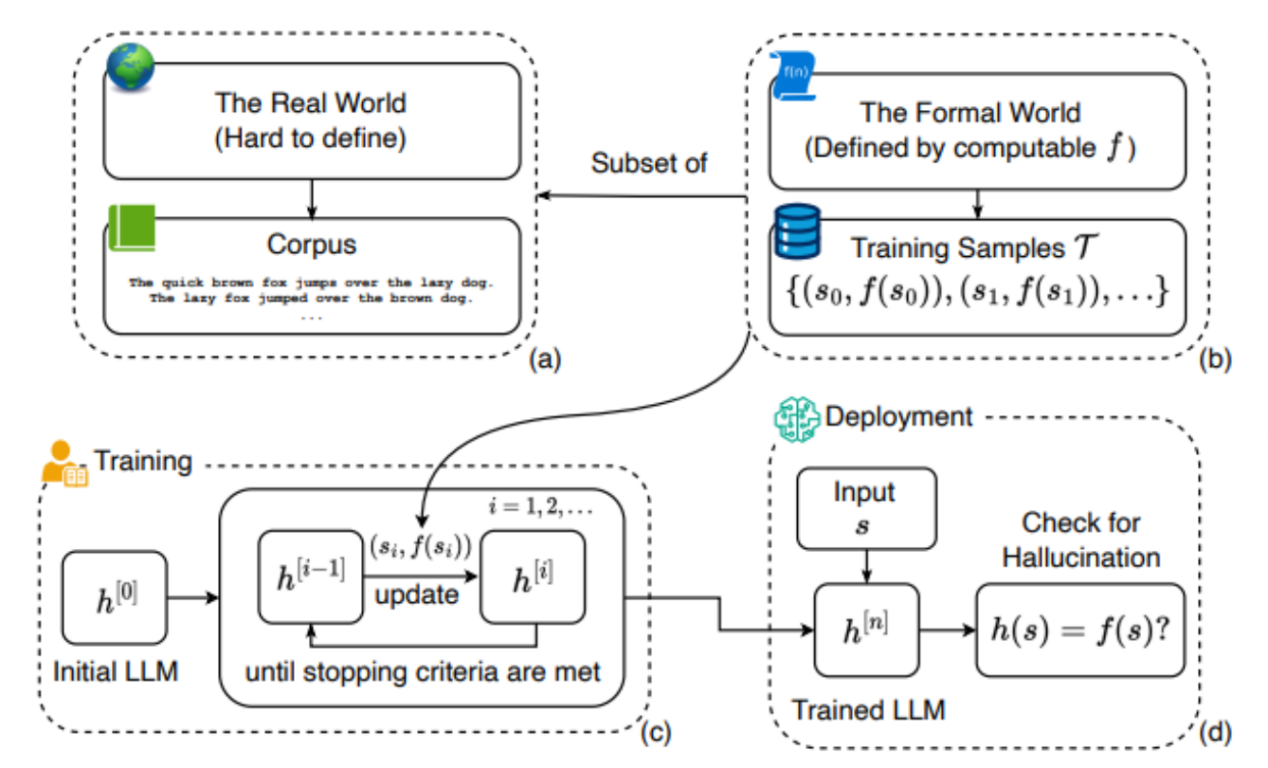 The Real World
(Hard to define)
Corpus
The quick brown fox jumps over the lazy dog.
The lazy fox jumped over the brown dog.
...
(a)
Subset of
f(n)
The Formal World
(Defined by computable f)
Training Samples 𝒯
{(s₀, f(s₀)), (s₁, f(s₁)), ...}
(b)
Training
h^[0]
Initial LLM
i = 1, 2, ...
h^[i−1]
(sᵢ, f(sᵢ))
update
h^[i]
until stopping criteria are met
(c)
Deployment
Input
s
h^[n]
Trained LLM
Check for
Hallucination
h(s) = f(s)?
(d)